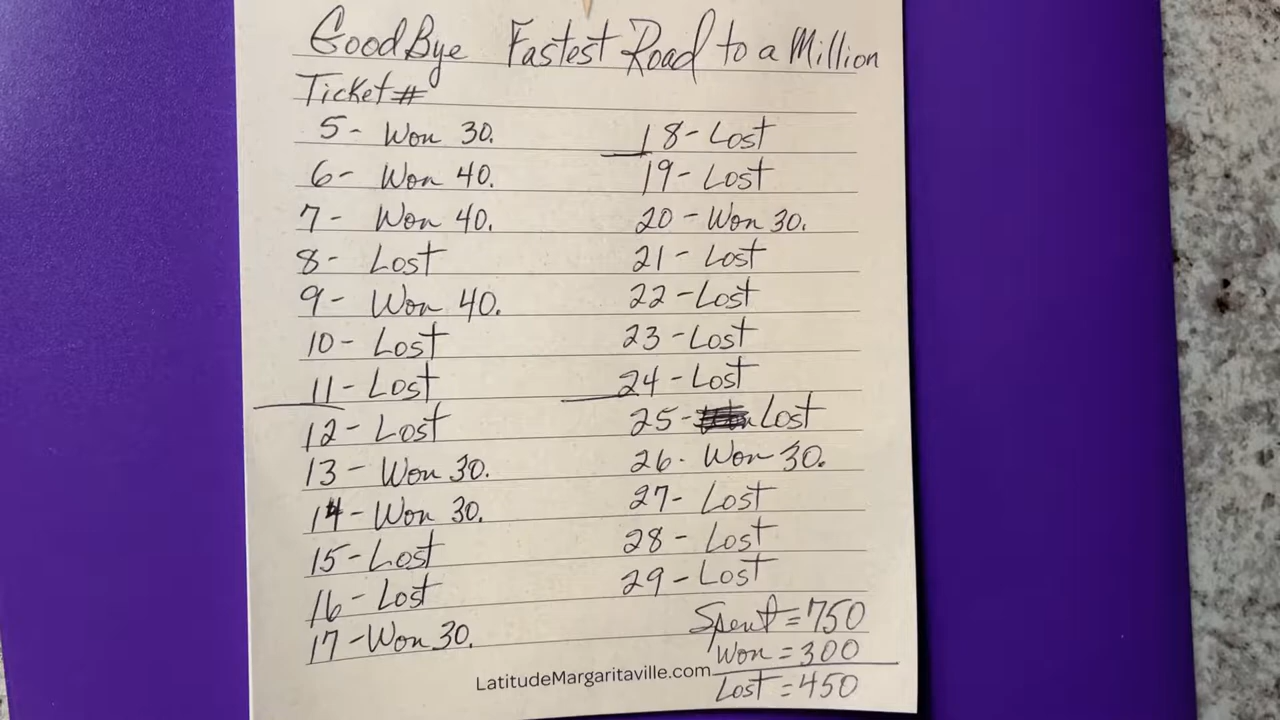 GoodBye Fastest Road to a Million
Ticket#
5- Won 30.
6- Won 40.
7- Won 40.
8- Lost
9- Won 40.
10- Lost
11- Lost
12- Lost
13- Won 30.
14- Won 30.
15- Lost
16- Lost
17- Won 30.
18- Lost
19- Lost
20- Won 30.
21- Lost
22- Lost
23- Lost
24- Lost
25- Lost
26. Won 30.
27- Lost
28- Lost
29- Lost
Spent = 750
Won = 300
Lost = 450
LatitudeMargaritaville.com